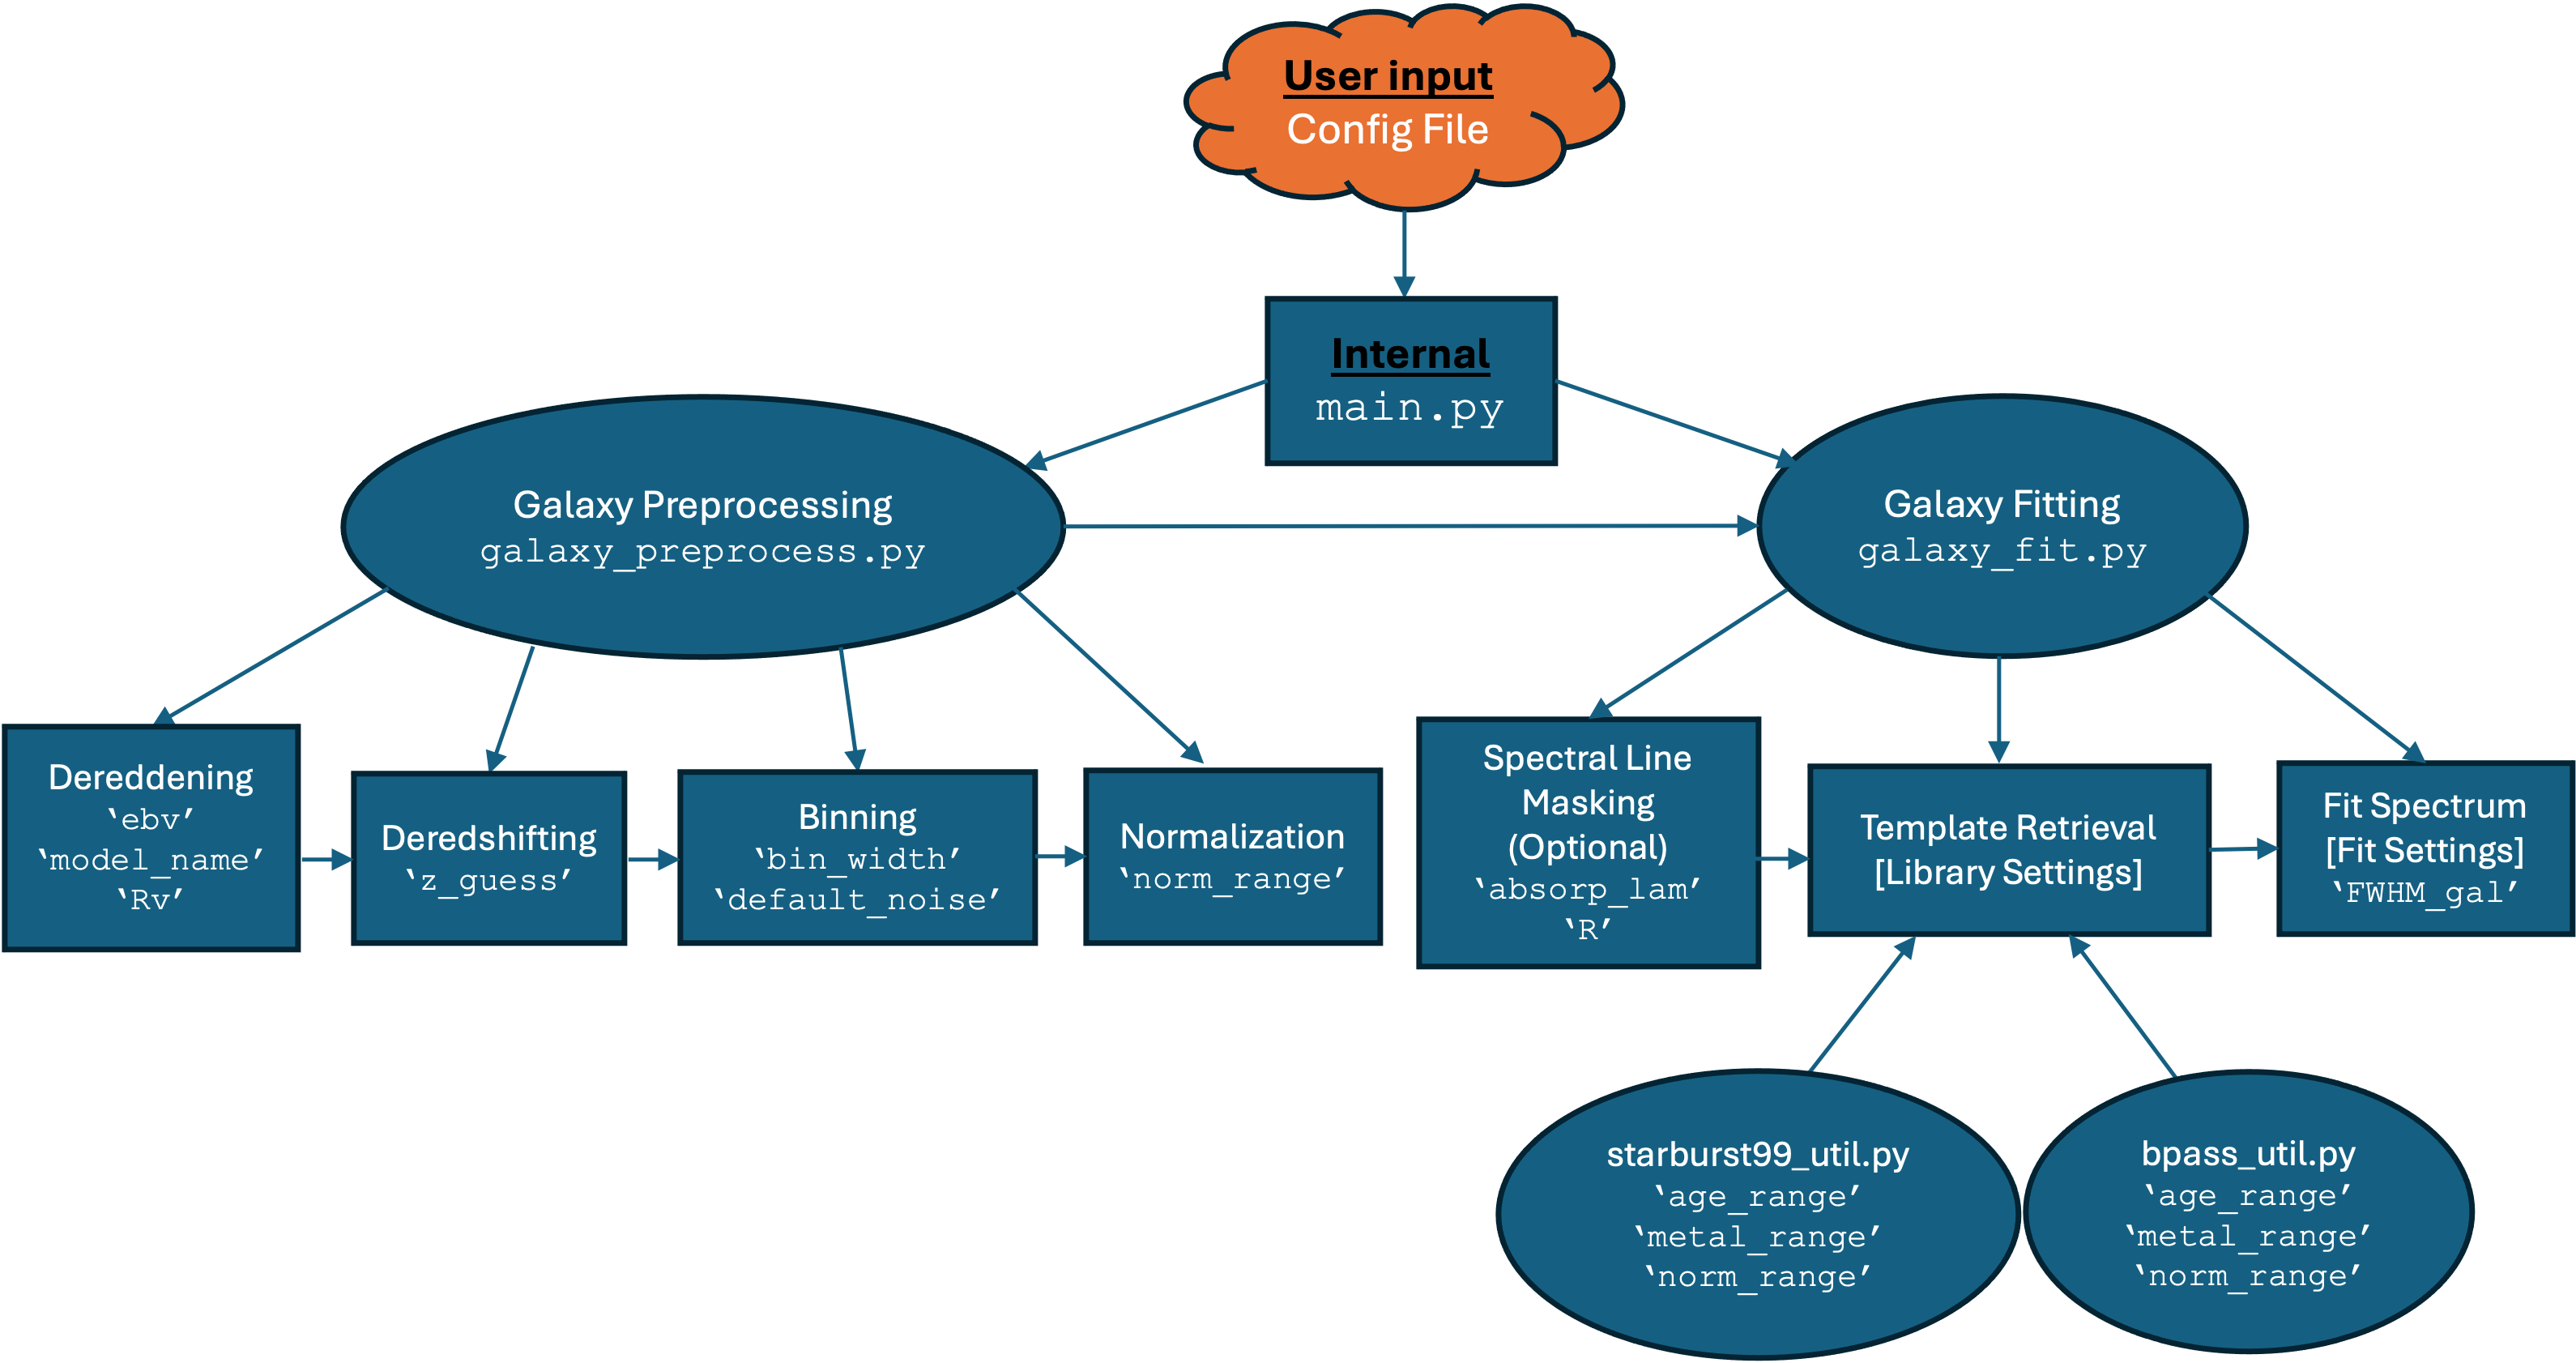 User input
Config File
Internal
main.py
Galaxy Preprocessing
galaxy_preprocess.py
Galaxy Fitting
galaxy_fit.py
Dereddening
‘ebv’
‘model_name’
‘Rv’
Deredshifting
‘z_guess’
Binning
‘bin_width’
‘default_noise’
Normalization
‘norm_range’
Spectral Line
Masking
(Optional)
‘absorp_lam’
‘R’
Template Retrieval
[Library Settings]
Fit Spectrum
[Fit Settings]
‘FWHM_gal’
starburst99_util.py
‘age_range’
‘metal_range’
‘norm_range’
bpass_util.py
‘age_range’
‘metal_range’
‘norm_range’